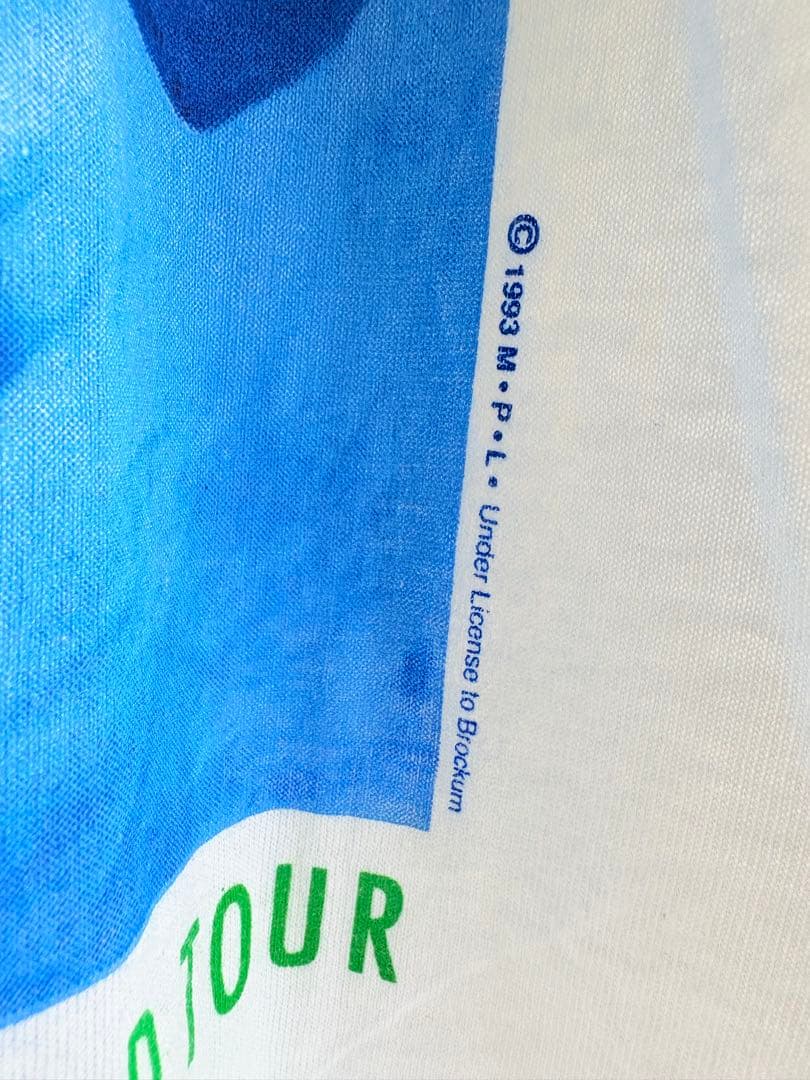 © 1993 M•P•L• Under License to Brockum
TOUR